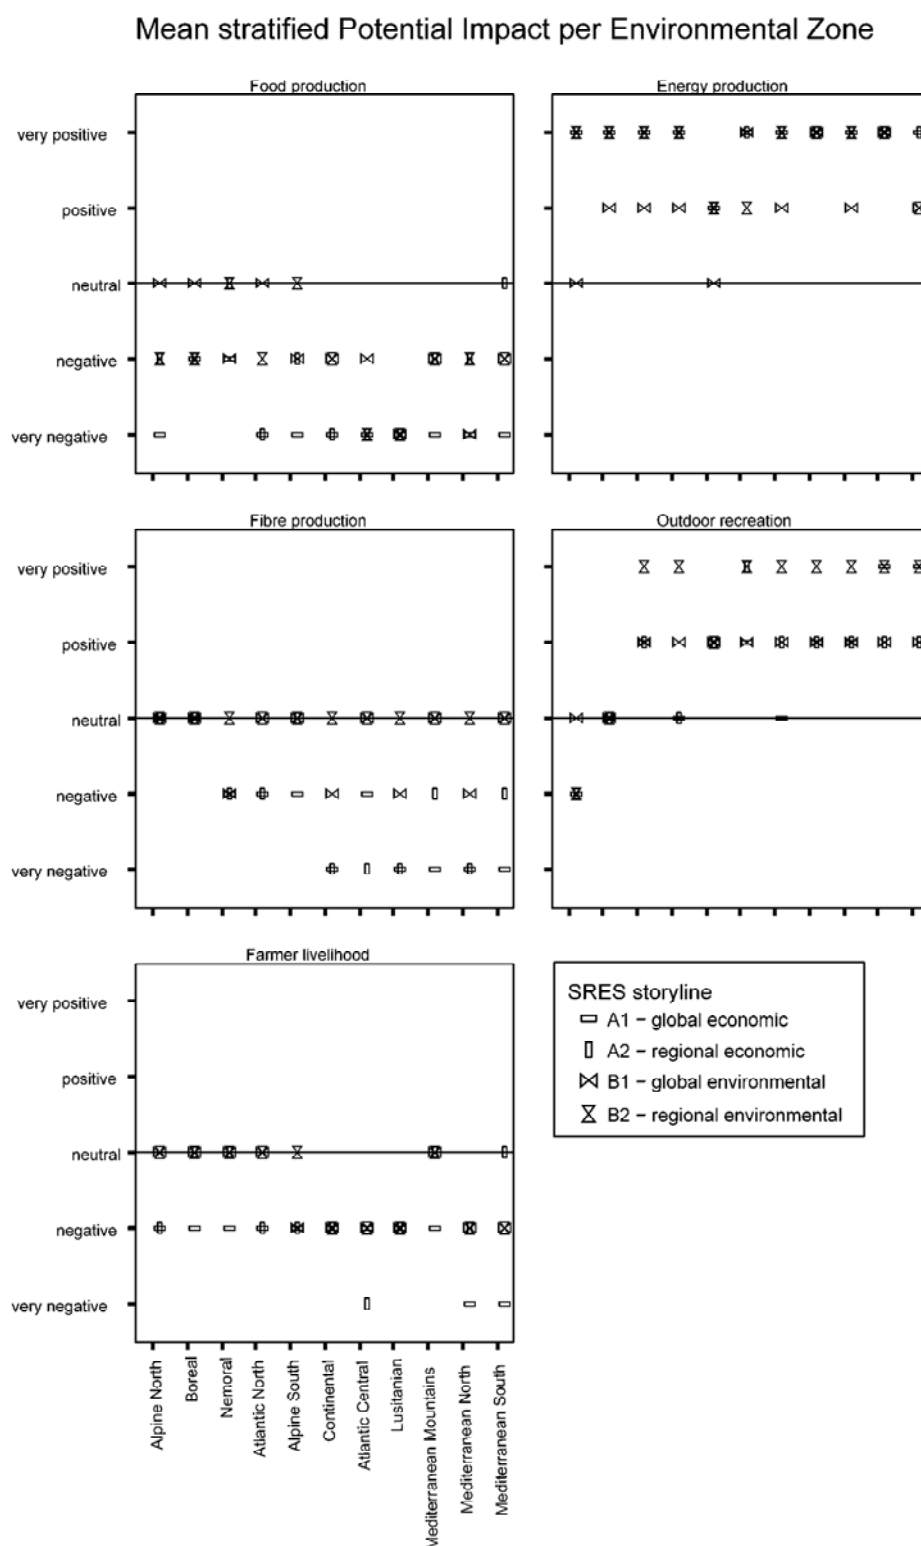 Mean stratified Potential Impact per Environmental Zone
Food production
very positive
positive
neutral
negative
very negative
Energy production
Fibre production
very positive
positive
neutral
negative
very negative
Outdoor recreation
Farmer livelihood
very positive
positive
neutral
negative
very negative
Alpine North
Boreal
Nemoral
Atlantic North
Alpine South
Continental
Atlantic Central
Lusitanian
Mediterranean Mountains
Mediterranean North
Mediterranean South
SRES storyline
A1 − global economic
A2 − regional economic
B1 − global environmental
B2 − regional environmental